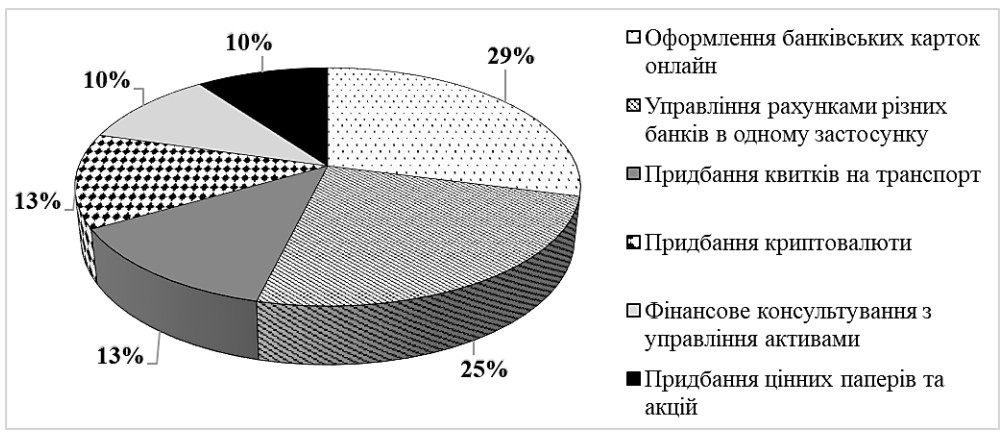 10%
29%
10%
13%
13%
25%
Оформлення банківських карток
онлайн
Управління рахунками різних
банків в одному застосунку
Придбання квитків на транспорт
Придбання криптовалюти
Фінансове консультування з
управління активами
Придбання цінних паперів та
акцій